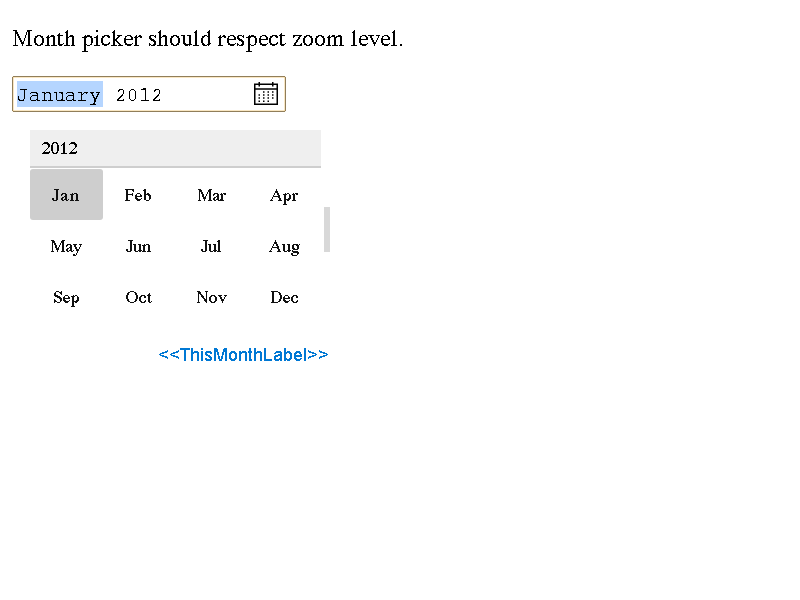 Month picker should respect zoom level.
January 2012
2012
Jan Feb Mar Apr
May Jun Jul Aug
Sep Oct Nov Dec
<<ThisMonthLabel>>